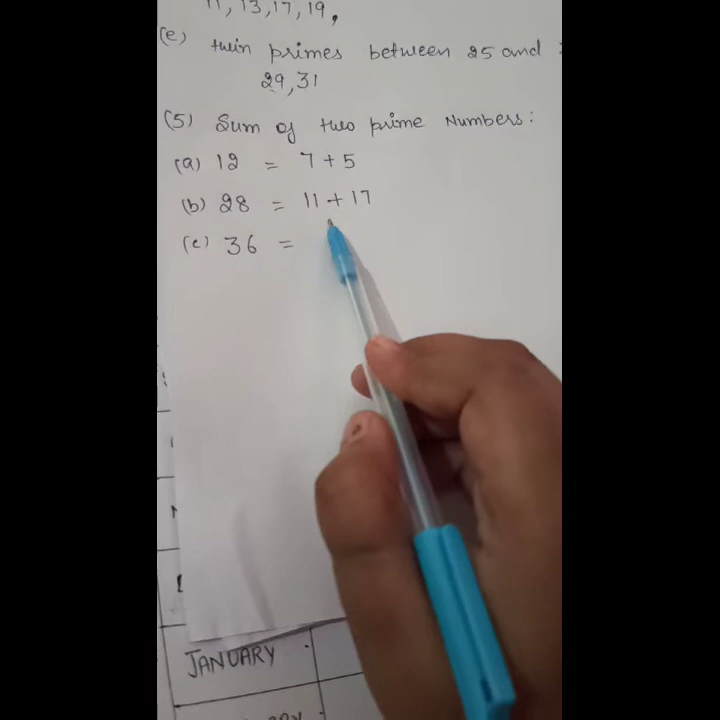 11, 13, 17, 19,
(e) twin primes between 25 and
29, 31
(5) Sum of two prime Numbers:
(a) 12 = 7 + 5
(b) 28 = 11 + 17
(c) 36 =
JANUARY